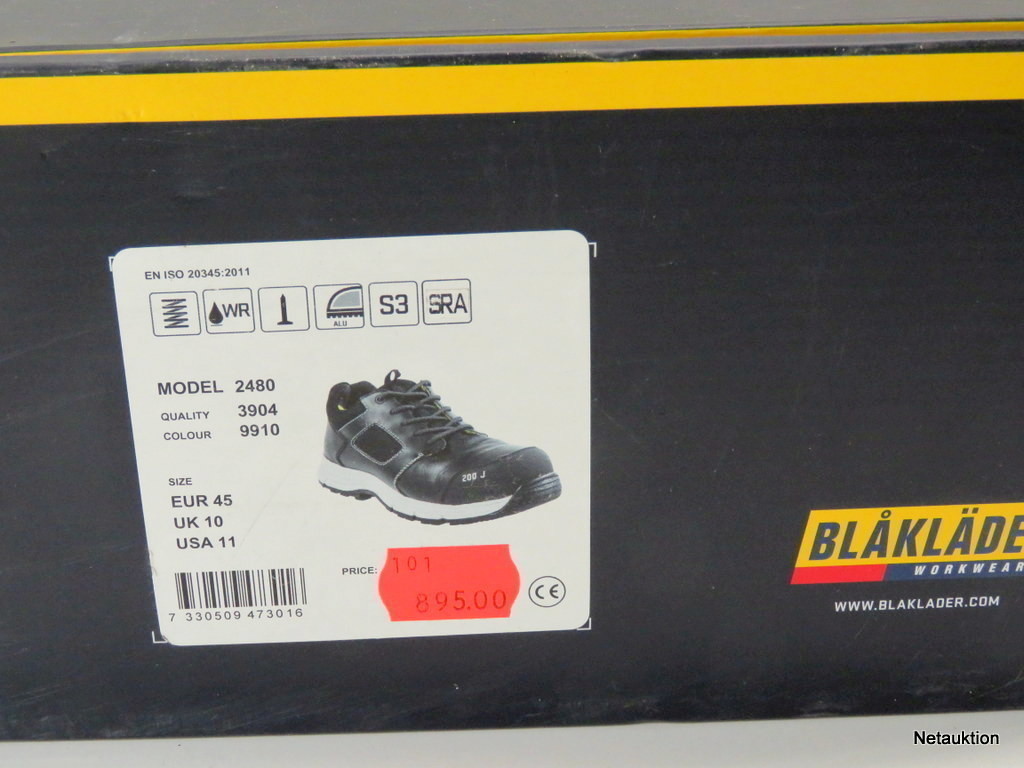 EN ISO 20345:2011
WR
ALU
S3
SRA
MODEL 2480
QUALITY 3904
COLOUR 9910
200 J
SIZE
EUR 45
UK 10
USA 11
PRICE: 101
895.00
CE
7 330509 473016
BLÅKLÄDE
WORKWEAR
WWW.BLAKLADER.COM
Netauktion